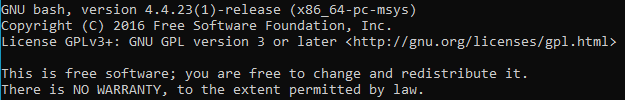 GNU bash, version 4.4.23(1)-release (x86_64-pc-msys)
Copyright (C) 2016 Free Software Foundation, Inc.
License GPLv3+: GNU GPL version 3 or later <http://gnu.org/licenses/gpl.html>

This is free software; you are free to change and redistribute it.
There is NO WARRANTY, to the extent permitted by law.